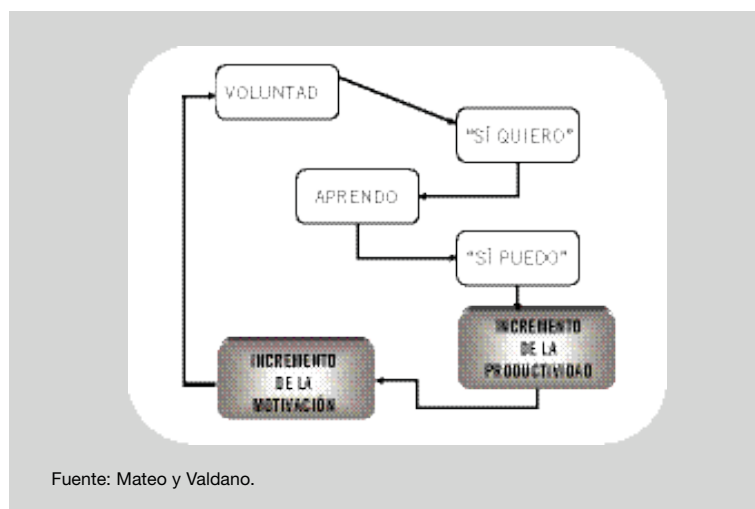 VOLUNTAD
"SÍ QUIERO"
APRENDO
"SÍ PUEDO"
INCREMENTO
DE LA
PRODUCTIVIDAD
INCREMENTO
DE LA
MOTIVACIÓN
Fuente: Mateo y Valdano.